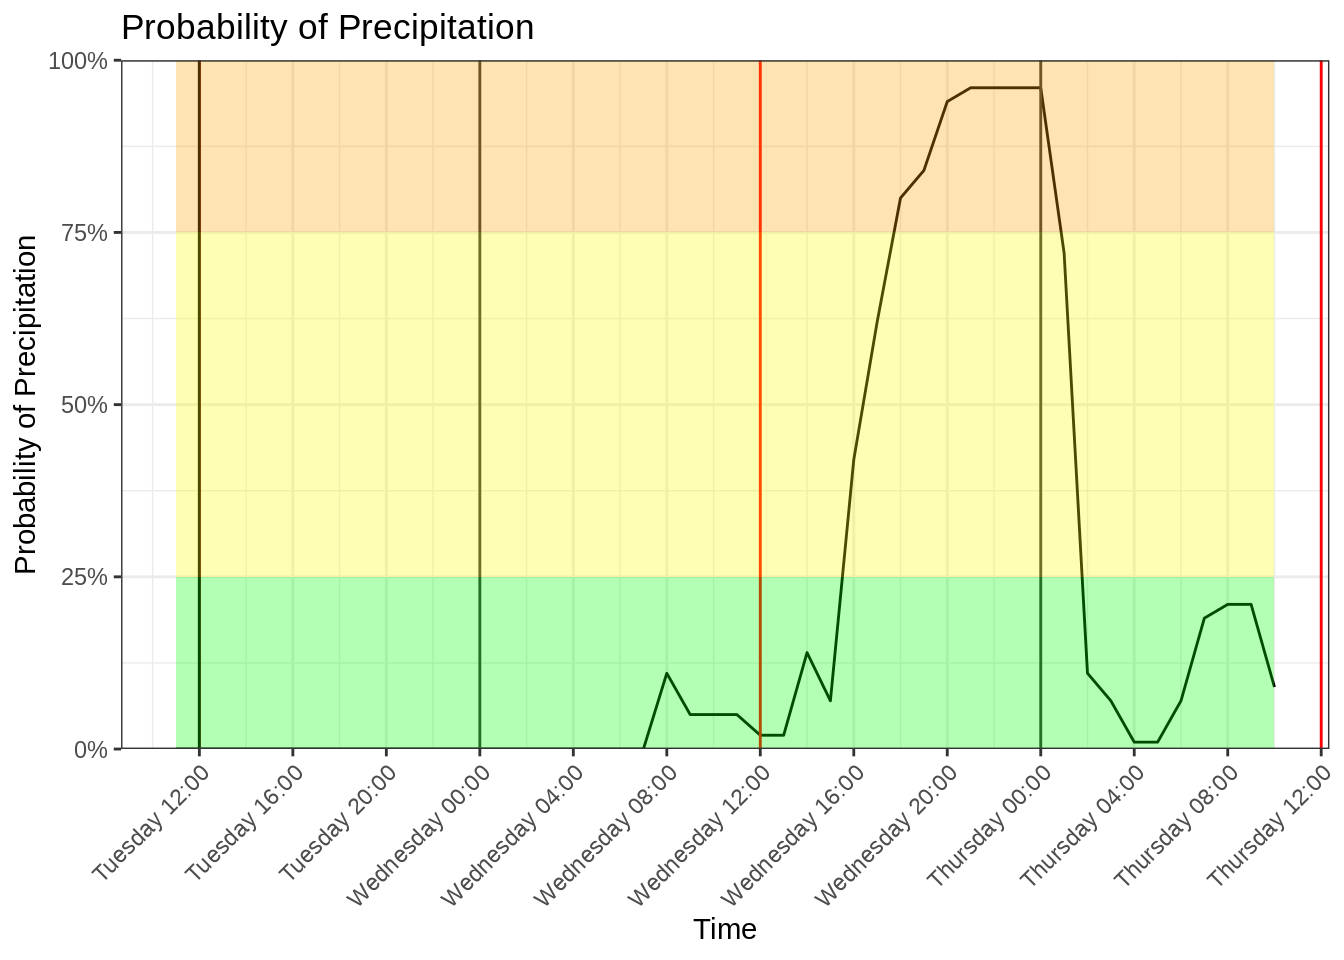 Probability of Precipitation
Probability of Precipitation
100%
75%
50%
25%
0%
Tuesday 12:00
Tuesday 16:00
Tuesday 20:00
Wednesday 00:00
Wednesday 04:00
Wednesday 08:00
Wednesday 12:00
Wednesday 16:00
Wednesday 20:00
Thursday 00:00
Thursday 04:00
Thursday 08:00
Thursday 12:00
Time